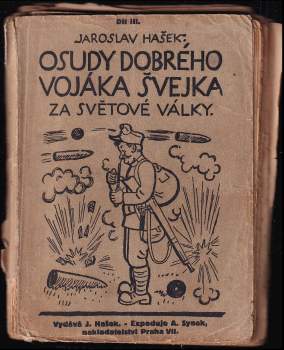 Díl III.
JAROSLAV HAŠEK:
OSUDY DOBRÉHO
VOJÁKA ŠVEJKA
ZA SVĚTOVÉ VÁLKY.
Vydává J. Hašek. - Expeduje A. Synek,
nakladatelství Praha VII.